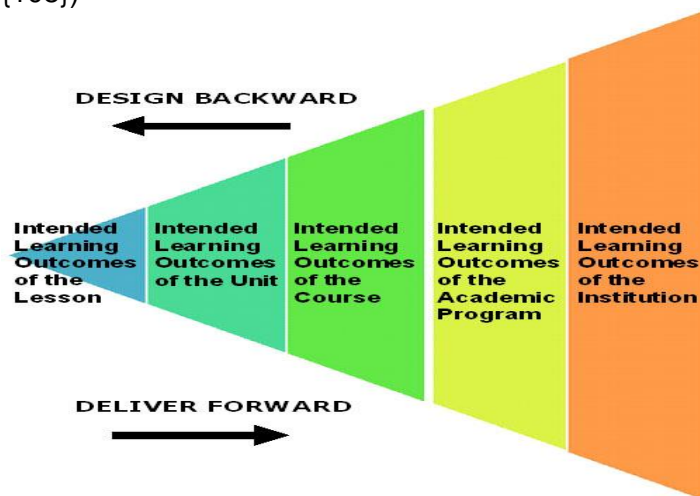 DESIGN BACKWARD
Intended
Learning
Outcomes
of the
Lesson
Intended
Learning
Outcomes
of the Unit
Intended
Learning
Outcomes
of the
Course
Intended
Learning
Outcomes
of the
Academic
Program
Intended
Learning
Outcomes
of the
Institution
DELIVER FORWARD